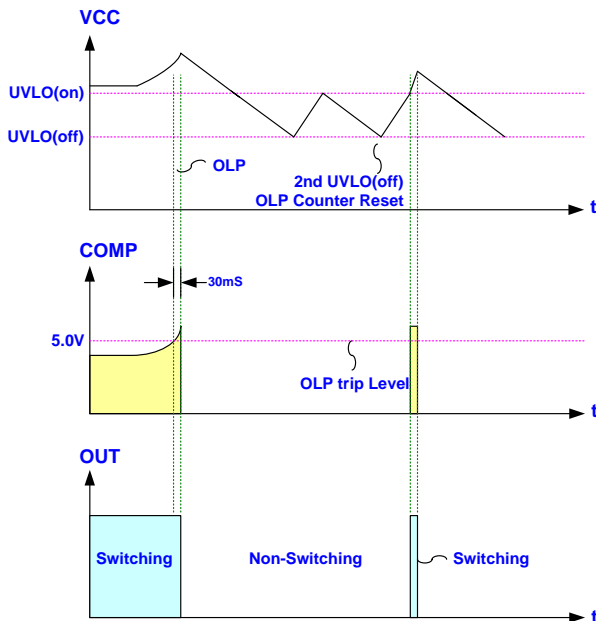 VCC
UVLO(on)
UVLO(off)
OLP
2nd UVLO(off)
OLP Counter Reset
t
COMP
30mS
5.0V
OLP trip Level
t
OUT
Switching
Non-Switching
Switching
t